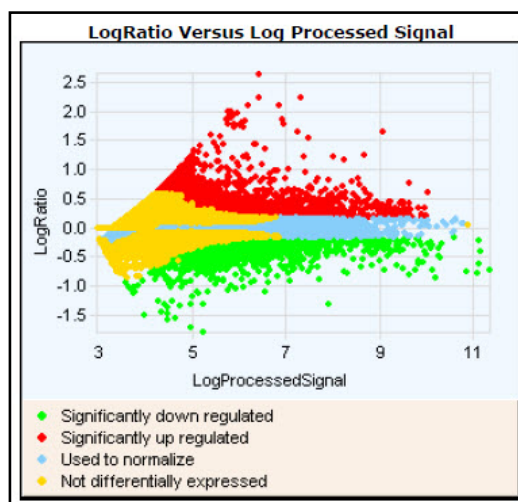 LogRatio Versus Log Processed Signal
2.5
2.0
1.5
1.0
0.5
0.0
-0.5
-1.0
-1.5
LogRatio
3 5 7 9 11
LogProcessedSignal
Significantly down regulated
Significantly up regulated
Used to normalize
Not differentially expressed